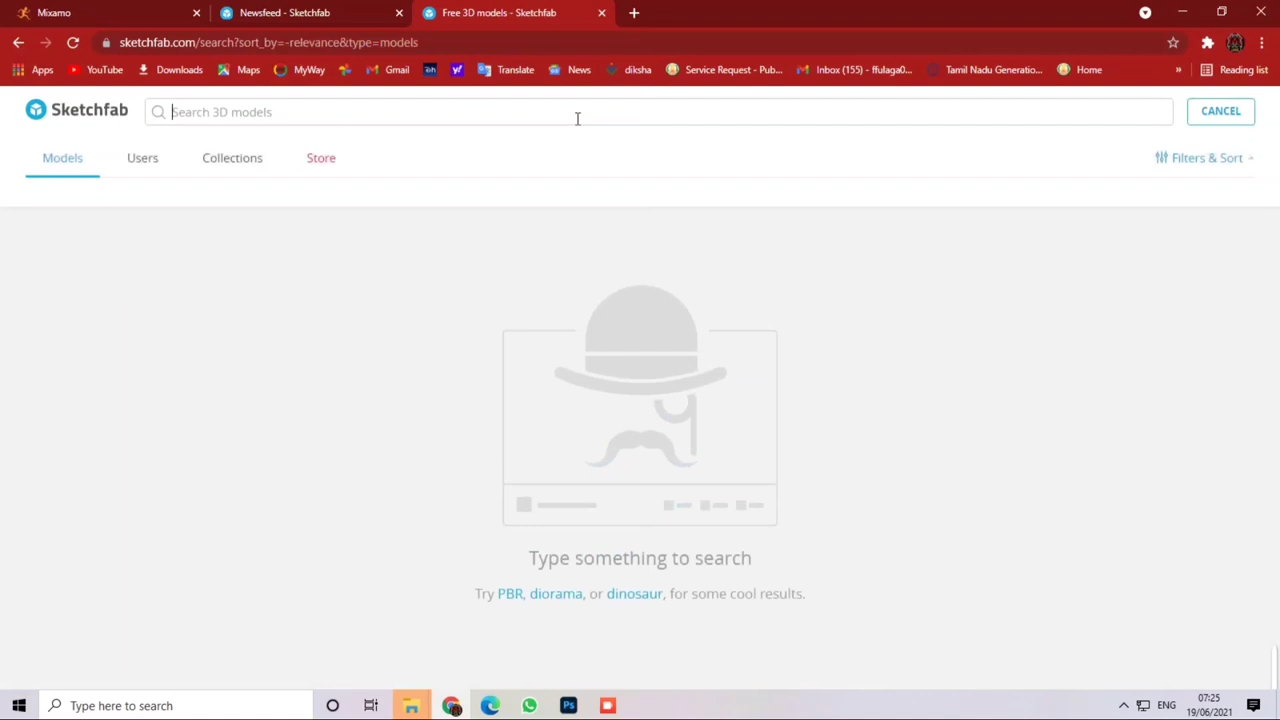 Mixamo
Newsfeed - Sketchfab
Free 3D models - Sketchfab
sketchfab.com/search?sort_by=-relevance&type=models
Apps
YouTube
Downloads
Maps
MyWay
Gmail
Translate
News
diksha
Service Request - Pub...
Inbox (155) - ffulaga0...
Tamil Nadu Generatio...
Home
»
Reading list
Sketchfab
Search 3D models
CANCEL
Models
Users
Collections
Store
Filters & Sort
Type something to search
Try PBR, diorama, or dinosaur, for some cool results.
Type here to search
Ps
ENG
07:25
19/06/2021